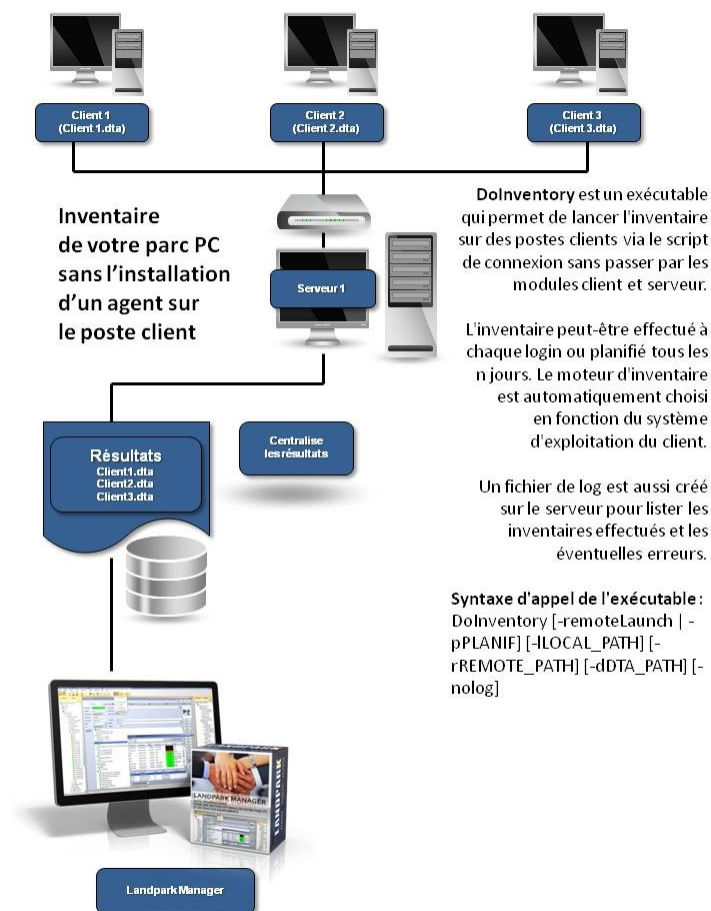 Client 1
(Client 1.dta)
Client 2
(Client 2.dta)
Client 3
(Client 3.dta)
Inventaire
de votre parc PC
sans l'installation
d'un agent sur
le poste client
Serveur 1
DoInventory est un exécutable
qui permet de lancer l'inventaire
sur des postes clients via le script
de connexion sans passer par les
modules client et serveur.
L'inventaire peut-être effectué à
chaque login ou planifié tous les
n jours. Le moteur d'inventaire
est automatiquement choisi
en fonction du système
d'exploitation du client.
Un fichier de log est aussi créé
sur le serveur pour lister les
inventaires effectués et les
éventuelles erreurs.
Syntaxe d'appel de l'exécutable :
DoInventory [-remoteLaunch | -
pPLANIF] [-lLOCAL_PATH] [-
rREMOTE_PATH] [-dDTA_PATH] [-
nolog]
Résultats
Client1.dta
Client2.dta
Client3.dta
Centralise
les résultats
LANDPARK MANAGER
LANDPARK
Landpark Manager